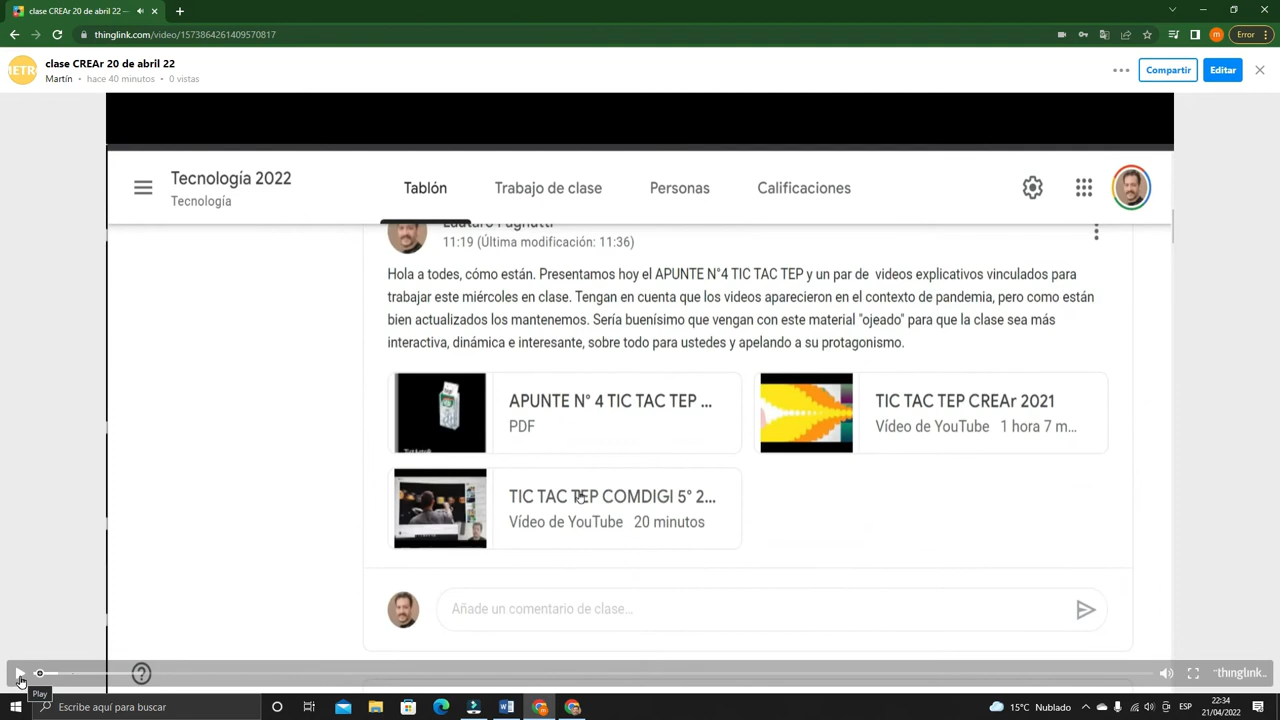 clase CREAr 20 de abril 22 —
thinglink.com/video/1573864261409570817
m
Error
METRO
clase CREAr 20 de abril 22
Martín · hace 40 minutos · 0 vistas
Compartir
Editar
Tecnología 2022
Tecnología
Tablón
Trabajo de clase
Personas
Calificaciones
11:19 (Última modificación: 11:36)
Hola a todes, cómo están. Presentamos hoy el APUNTE N°4 TIC TAC TEP y un par de videos explicativos vinculados para
trabajar este miércoles en clase. Tengan en cuenta que los videos aparecieron en el contexto de pandemia, pero como están
bien actualizados los mantenemos. Sería buenísimo que vengan con este material "ojeado" para que la clase sea más
interactiva, dinámica e interesante, sobre todo para ustedes y apelando a su protagonismo.
APUNTE N° 4 TIC TAC TEP ...
PDF
TIC TAC TEP CREAr 2021
Vídeo de YouTube 1 hora 7 m...
TIC TAC TEP COMDIGI 5° 2...
Vídeo de YouTube 20 minutos
Añade un comentario de clase...
Play
¨thinglink..
Escribe aquí para buscar
15°C Nublado
ESP
22:34
21/04/2022